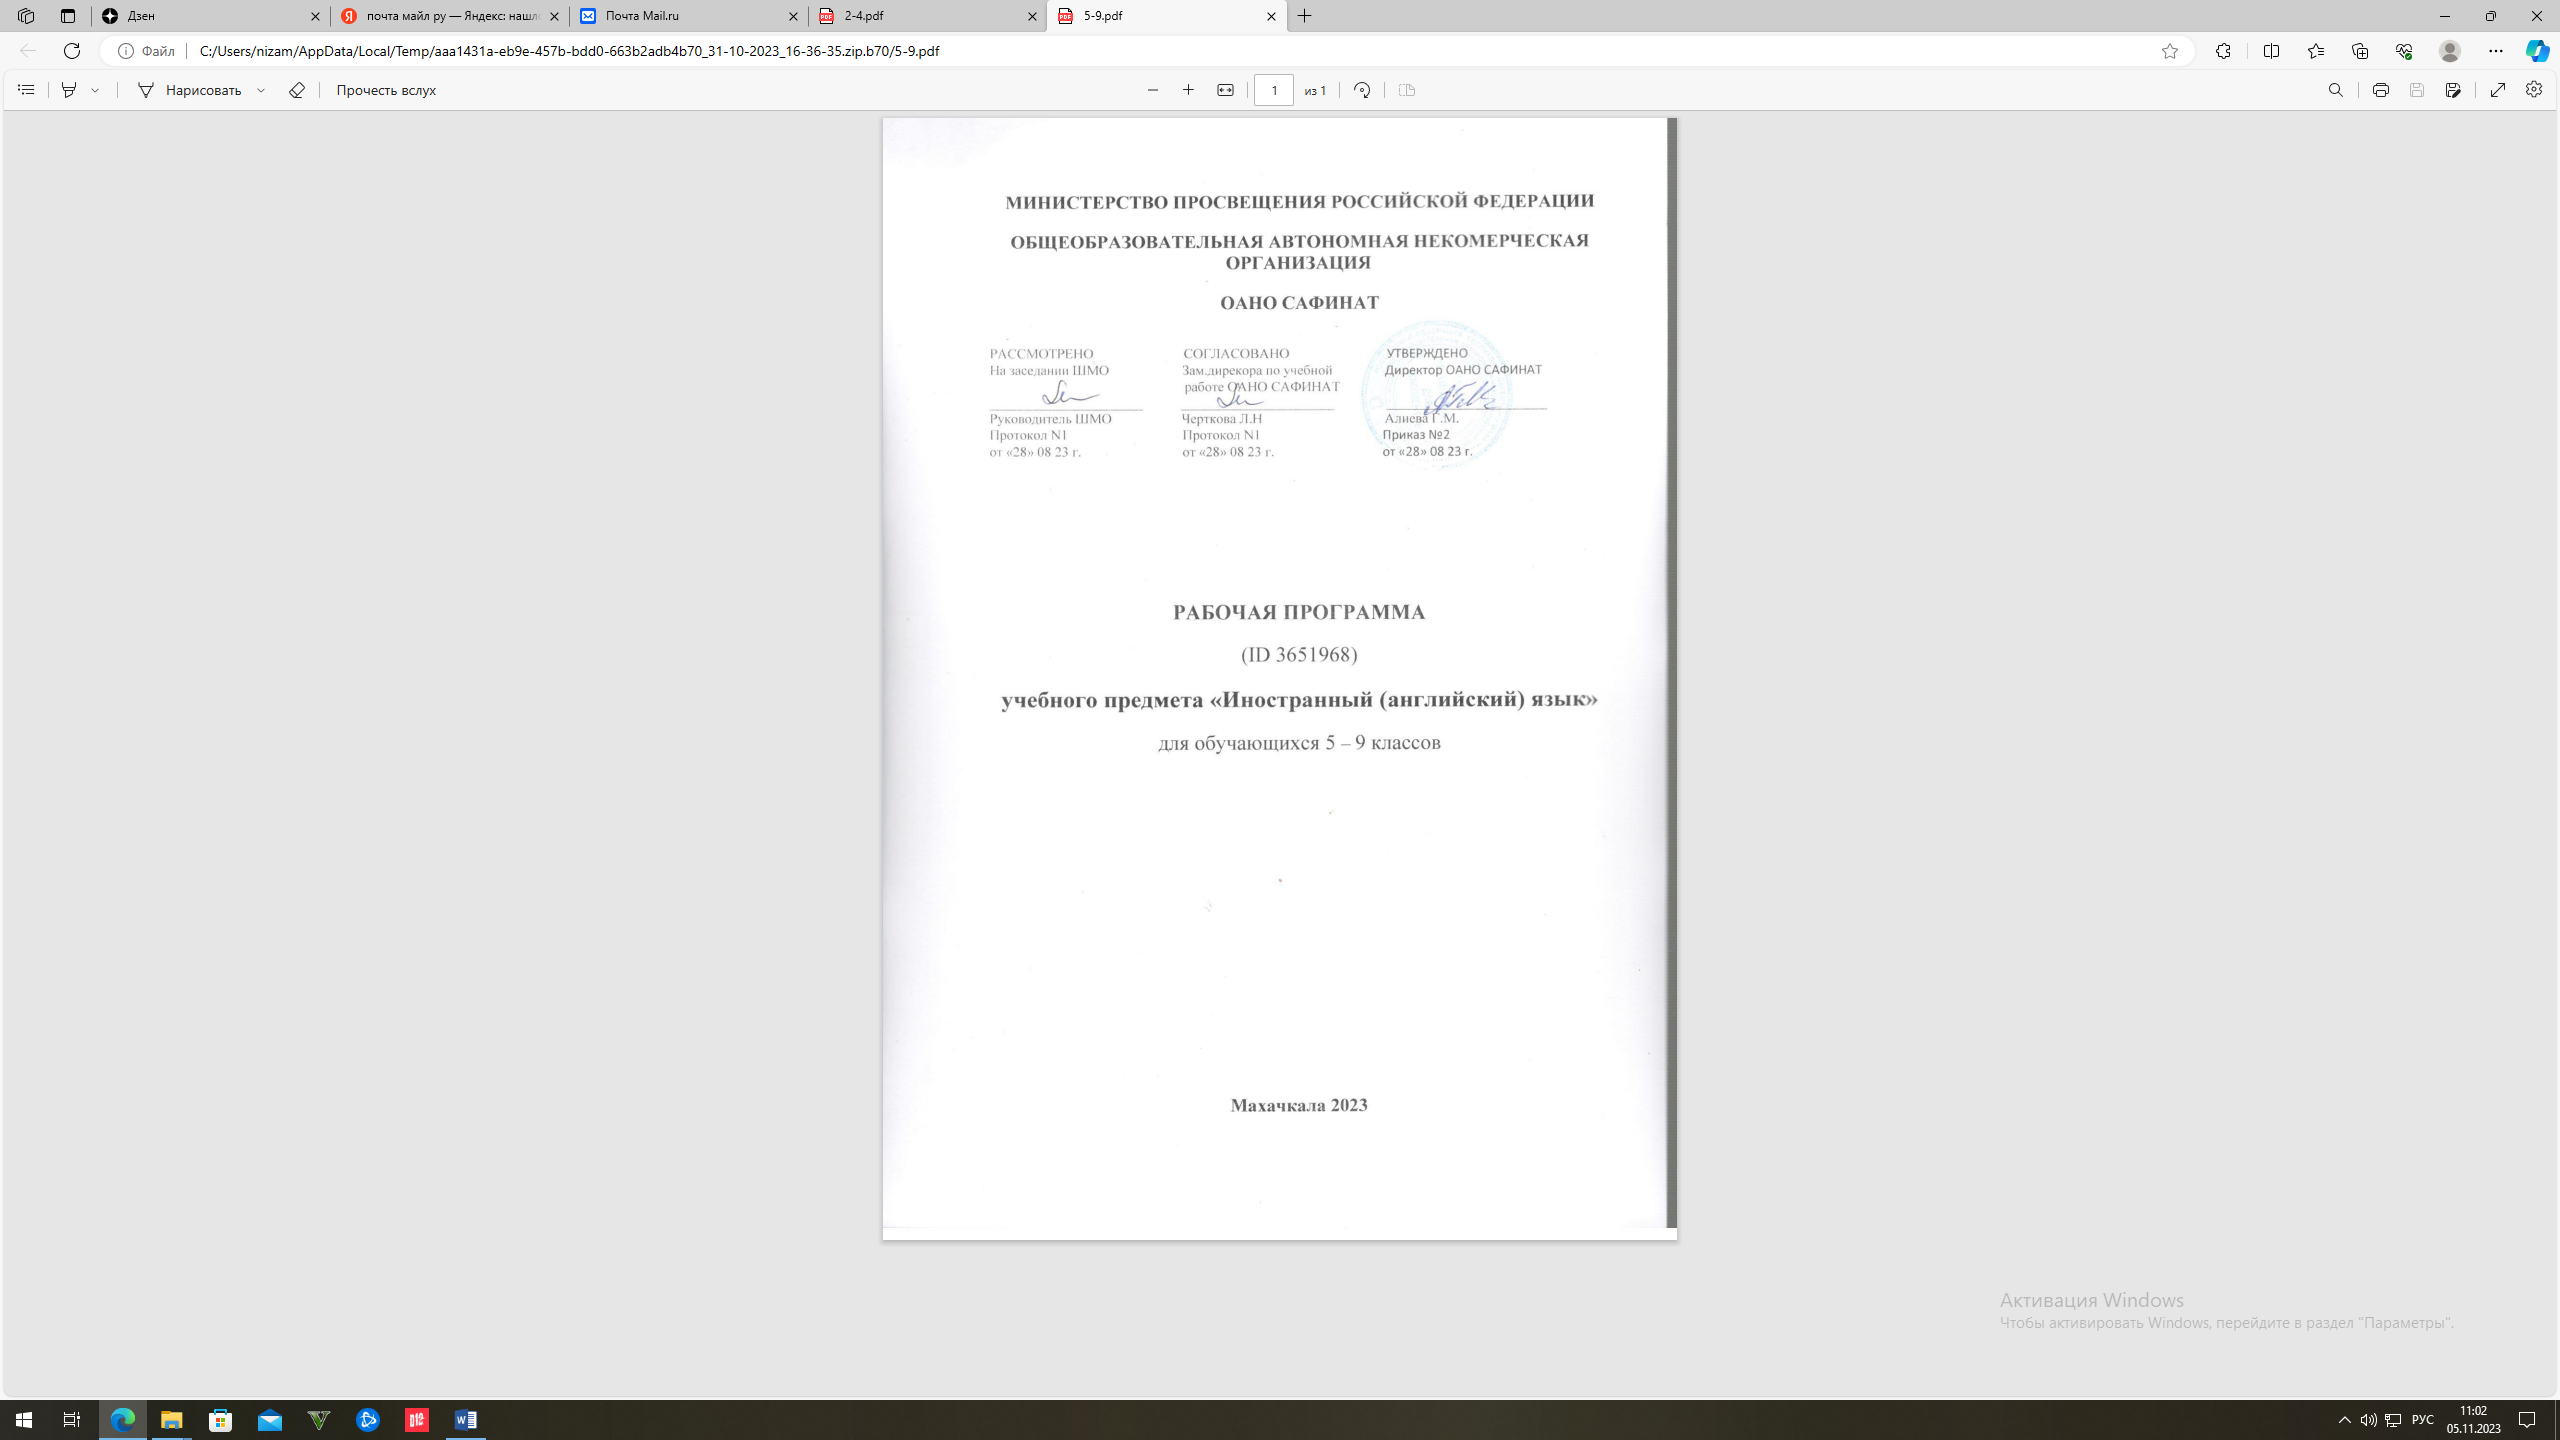 Дзен
почта майл ру — Яндекс: нашл
Почта Mail.ru
2-4.pdf
5-9.pdf
Файл
C:/Users/nizam/AppData/Local/Temp/aaa1431a-eb9e-457b-bdd0-663b2adb4b70_31-10-2023_16-36-35.zip.b70/5-9.pdf
Нарисовать
Прочесть вслух
1
из 1
МИНИСТЕРСТВО ПРОСВЕЩЕНИЯ РОССИЙСКОЙ ФЕДЕРАЦИИ
ОБЩЕОБРАЗОВАТЕЛЬНАЯ АВТОНОМНАЯ НЕКОМЕРЧЕСКАЯ
ОРГАНИЗАЦИЯ
ОАНО САФИНАТ
РАССМОТРЕНО
На заседании ШМО
Руководитель ШМО
Протокол N1
от «28» 08 23 г.
СОГЛАСОВАНО
Зам.дирекора по учебной
работе ОАНО САФИНАТ
Черткова Л.Н
Протокол N1
от «28» 08 23 г.
УТВЕРЖДЕНО
Директор ОАНО САФИНАТ
Алиева Г.М.
Приказ №2
от «28» 08 23 г.
РАБОЧАЯ ПРОГРАММА
(ID 3651968)
учебного предмета «Иностранный (английский) язык»
для обучающихся 5 – 9 классов
Махачкала 2023
Активация Windows
Чтобы активировать Windows, перейдите в раздел "Параметры".
РУС
11:02
05.11.2023